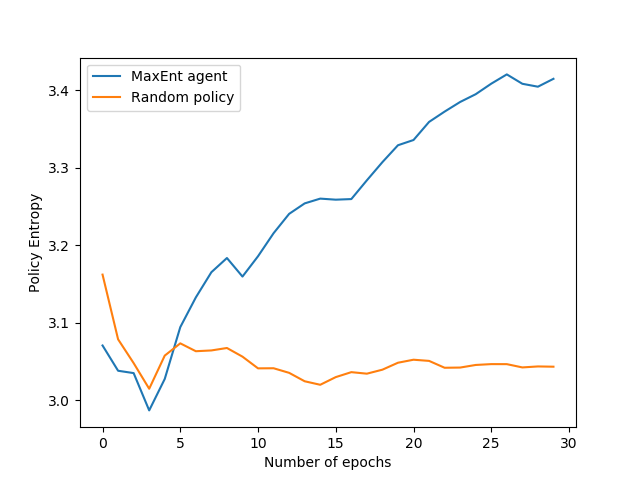 MaxEnt agent
Random policy
Policy Entropy
3.4
3.3
3.2
3.1
3.0
0 5 10 15 20 25 30
Number of epochs